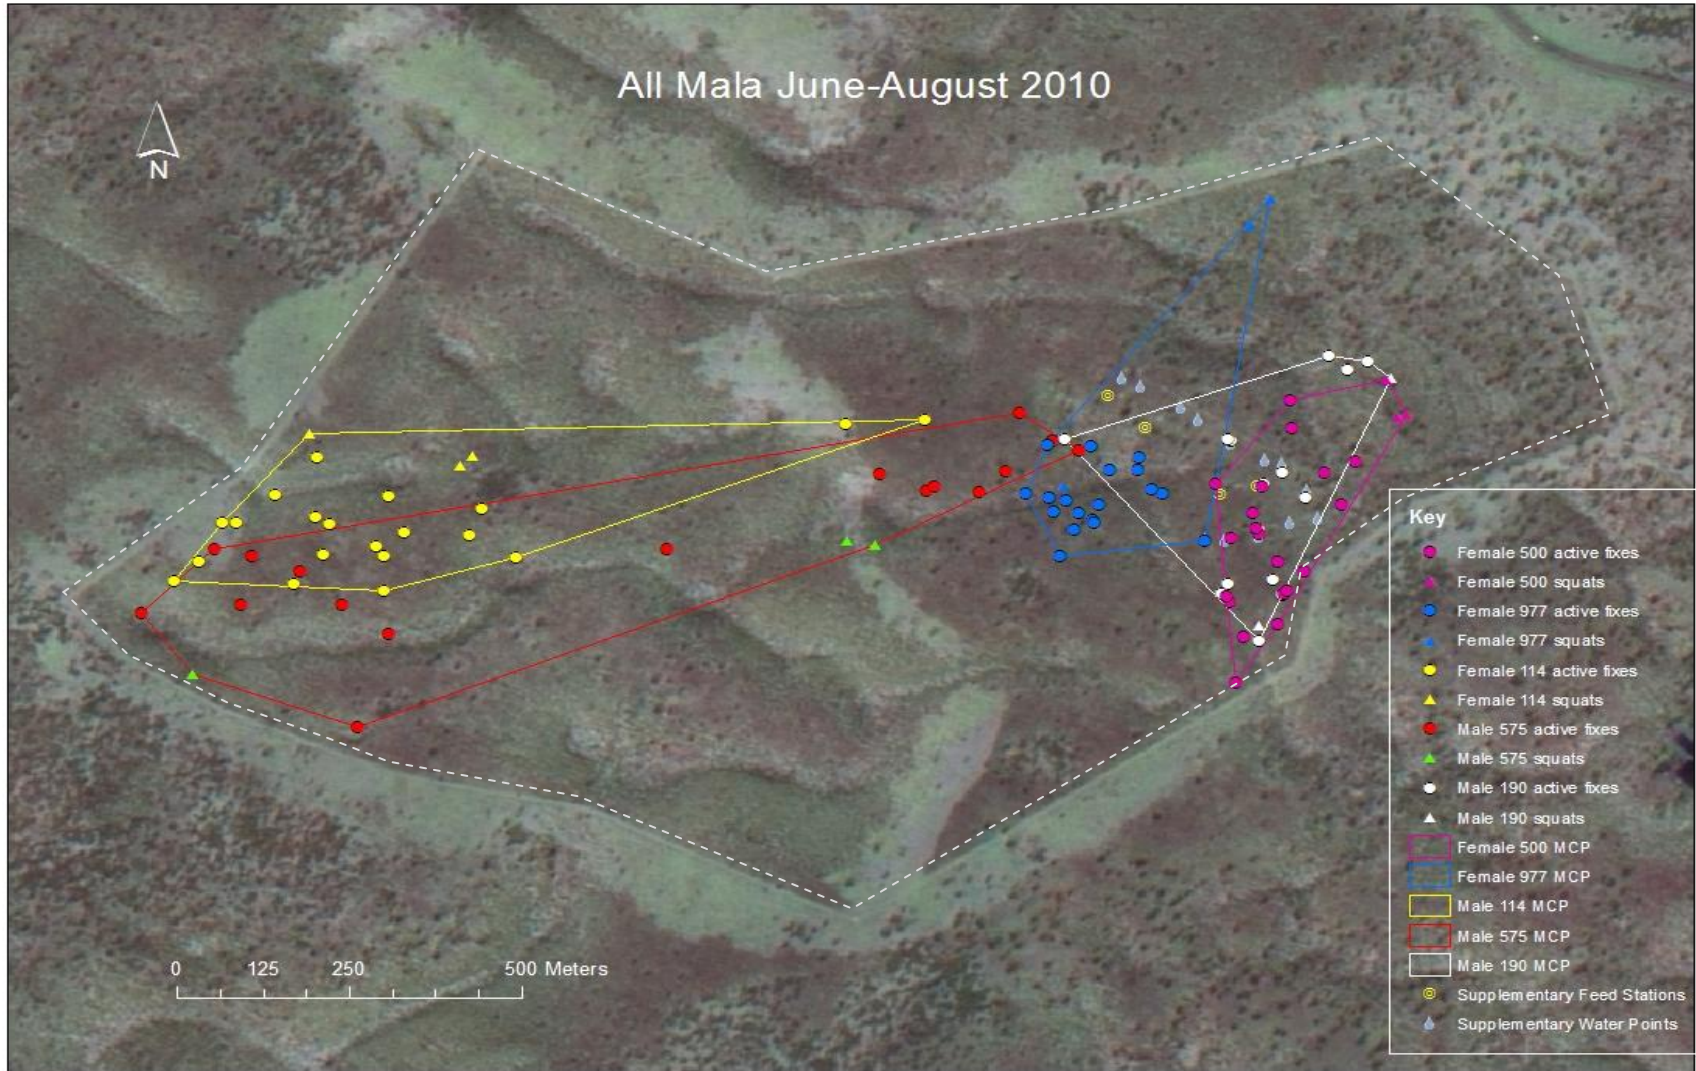 All Mala June-August 2010
N
Key
Female 500 active fixes
Female 500 squats
Female 977 active fixes
Female 977 squats
Female 114 active fixes
Female 114 squats
Male 575 active fixes
Male 575 squats
Male 190 active fixes
Male 190 squats
Female 500 MCP
Female 977 MCP
Male 114 MCP
Male 575 MCP
Male 190 MCP
Supplementary Feed Stations
Supplementary Water Points
0 125 250 500 Meters